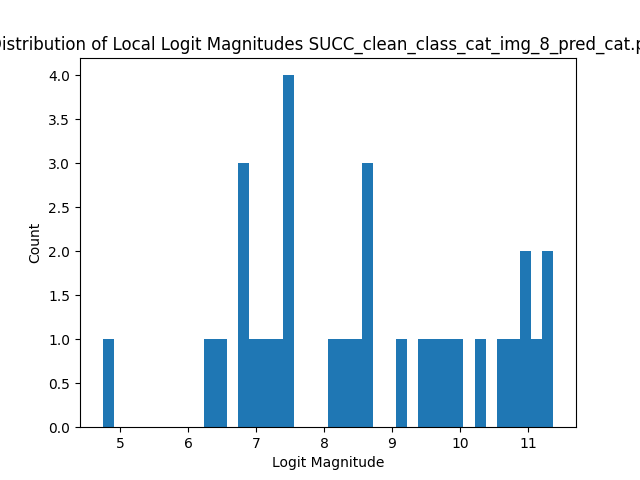 istribution of Local Logit Magnitudes SUCC_clean_class_cat_img_8_pred_cat.p
4.0
3.5
3.0
2.5
2.0
1.5
1.0
0.5
0.0
Count
5 6 7 8 9 10 11
Logit Magnitude